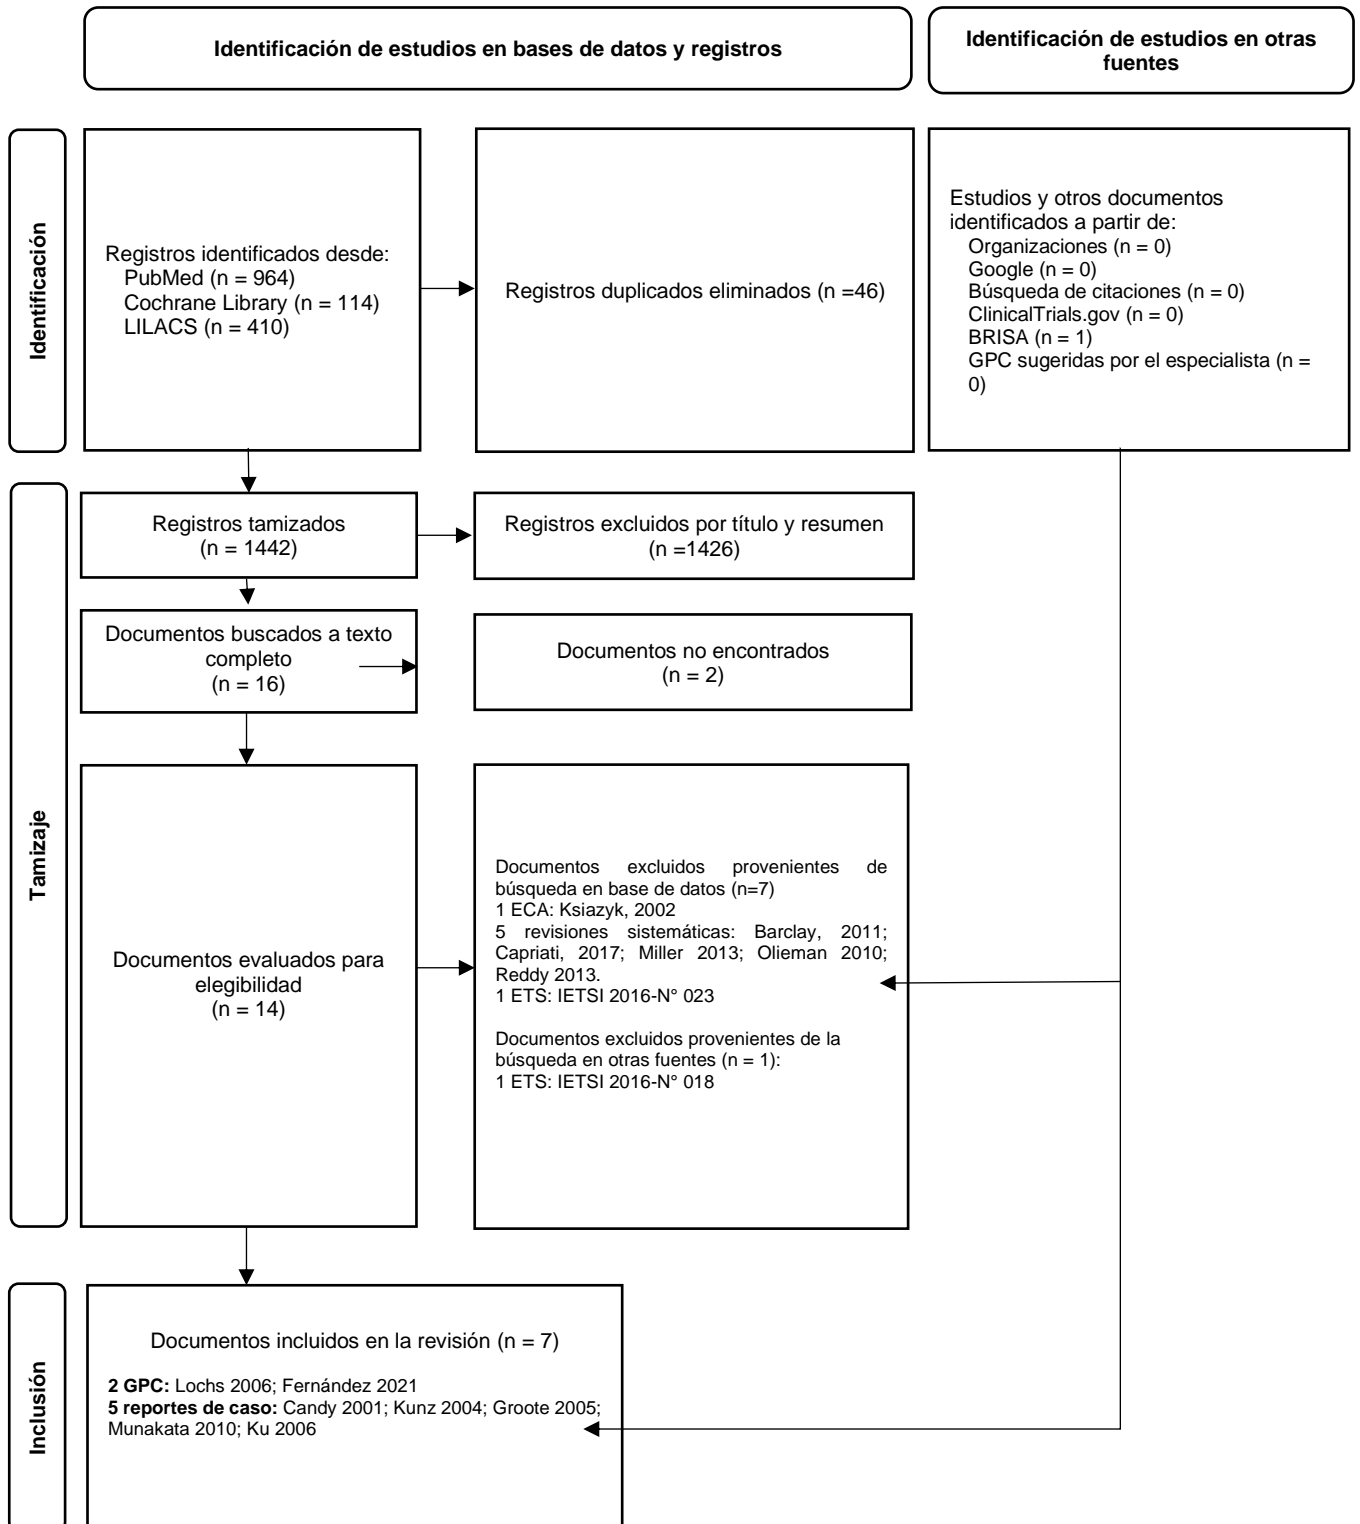 Identificación de estudios en bases de datos y registros
Identificación de estudios en otras
fuentes
Identificación
Registros identificados desde:
PubMed (n = 964)
Cochrane Library (n = 114)
LILACS (n = 410)
Registros duplicados eliminados (n =46)
Estudios y otros documentos
identificados a partir de:
Organizaciones (n = 0)
Google (n = 0)
Búsqueda de citaciones (n = 0)
ClinicalTrials.gov (n = 0)
BRISA (n = 1)
GPC sugeridas por el especialista (n =
0)
Tamizaje
Registros tamizados
(n = 1442)
Registros excluidos por título y resumen
(n =1426)
Documentos buscados a texto
completo
(n = 16)
Documentos no encontrados
(n = 2)
Documentos evaluados para
elegibilidad
(n = 14)
Documentos excluidos provenientes de
búsqueda en base de datos (n=7)
1 ECA: Ksiazyk, 2002
5 revisiones sistemáticas: Barclay, 2011;
Capriati, 2017; Miller 2013; Olieman 2010;
Reddy 2013.
1 ETS: IETSI 2016-N° 023
Documentos excluidos provenientes de la
búsqueda en otras fuentes (n = 1):
1 ETS: IETSI 2016-N° 018
Inclusión
Documentos incluidos en la revisión (n = 7)
2 GPC: Lochs 2006; Fernández 2021
5 reportes de caso: Candy 2001; Kunz 2004; Groote 2005;
Munakata 2010; Ku 2006